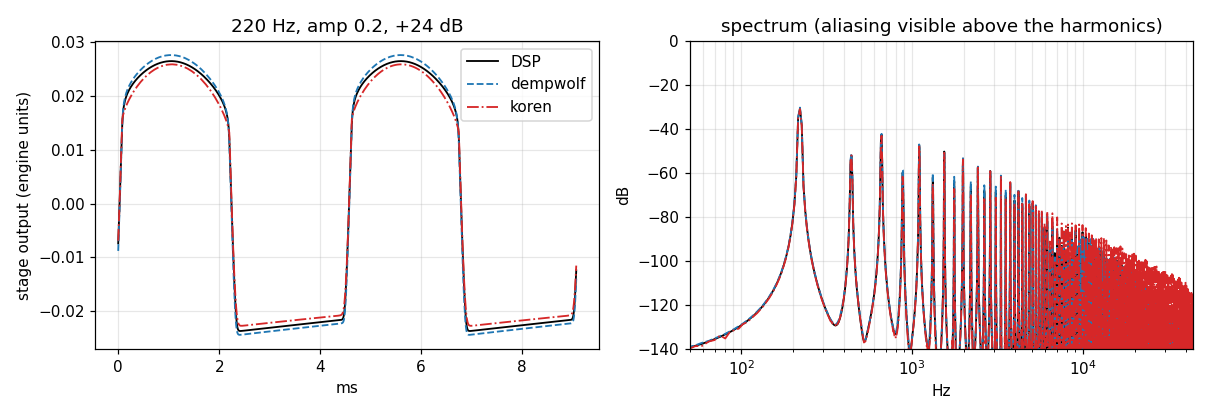 220 Hz, amp 0.2, +24 dB
stage output (engine units)
0.03
0.02
0.01
0.00
−0.01
−0.02
DSP
dempwolf
koren
0 2 4 6 8
ms
spectrum (aliasing visible above the harmonics)
dB
0
−20
−40
−60
−80
−100
−120
−140
10² 10³ 10⁴
Hz